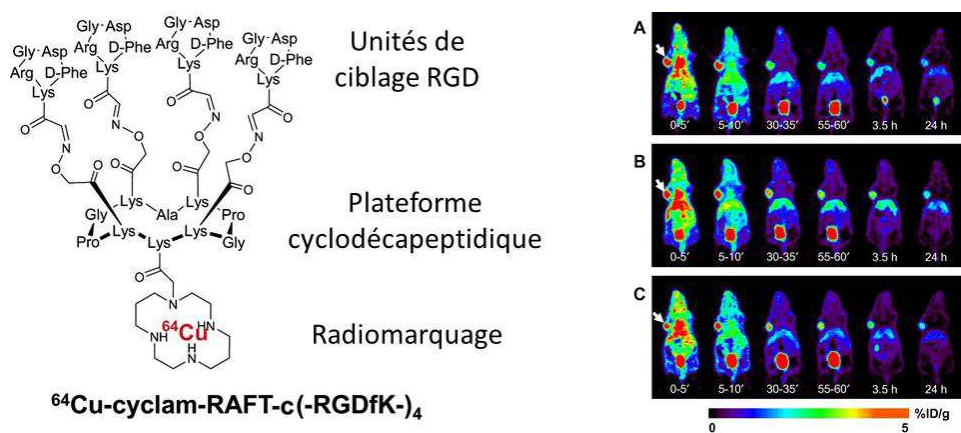 Gly Asp
Arg D-Phe
Lys
Gly Asp
Arg D-Phe
Lys
Gly Asp
Arg D-Phe
Lys
Gly Asp
Arg D-Phe
Lys
Unités de
ciblage RGD
O
O
O
O
N
N
N
N
O
O
O
O
O
O
O
O
Lys
Ala
Lys
Gly
Pro
Pro
Lys
Lys
Lys
Gly
Plateforme
cyclodécapeptidique
O
N
HN
64Cu
NH
H
N
Radiomarquage
64Cu-cyclam-RAFT-c(-RGDfK-)4
A
0-5′ 5-10′ 30-35′ 55-60′ 3.5 h 24 h
B
0-5′ 5-10′ 30-35′ 55-60′ 3.5 h 24 h
C
0-5′ 5-10′ 30-35′ 55-60′ 3.5 h 24 h
%ID/g
0 5